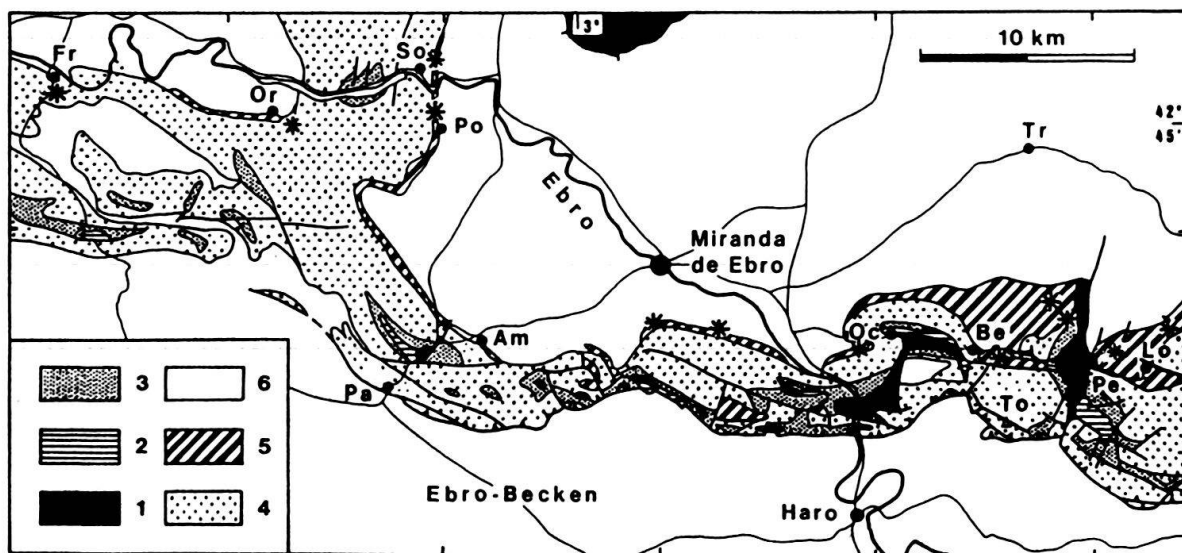 3°
10 km
Fr
So
Or
Po
Tr
42°
45'
Ebro
Miranda
de Ebro
Am
Oc
Be
Lo
Pa
Pe
To
3 6
2 5
1 4
Ebro-Becken
Haro